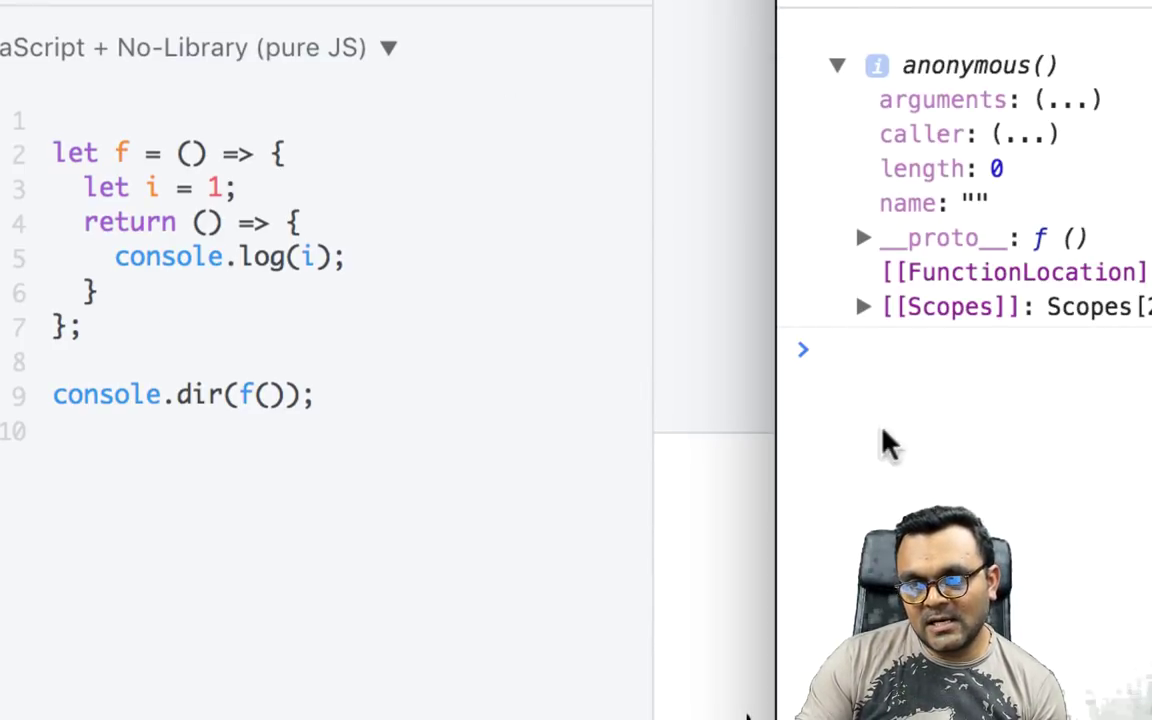 aScript + No-Library (pure JS) ▼
1
2 let f = () => {
3 let i = 1;
4 return () => {
5 console.log(i);
6 }
7 };
8
9 console.dir(f());
10
▼ i anonymous()
arguments: (...)
caller: (...)
length: 0
name: ""
▶ __proto__: ƒ ()
[[FunctionLocation]
▶ [[Scopes]]: Scopes[2
>